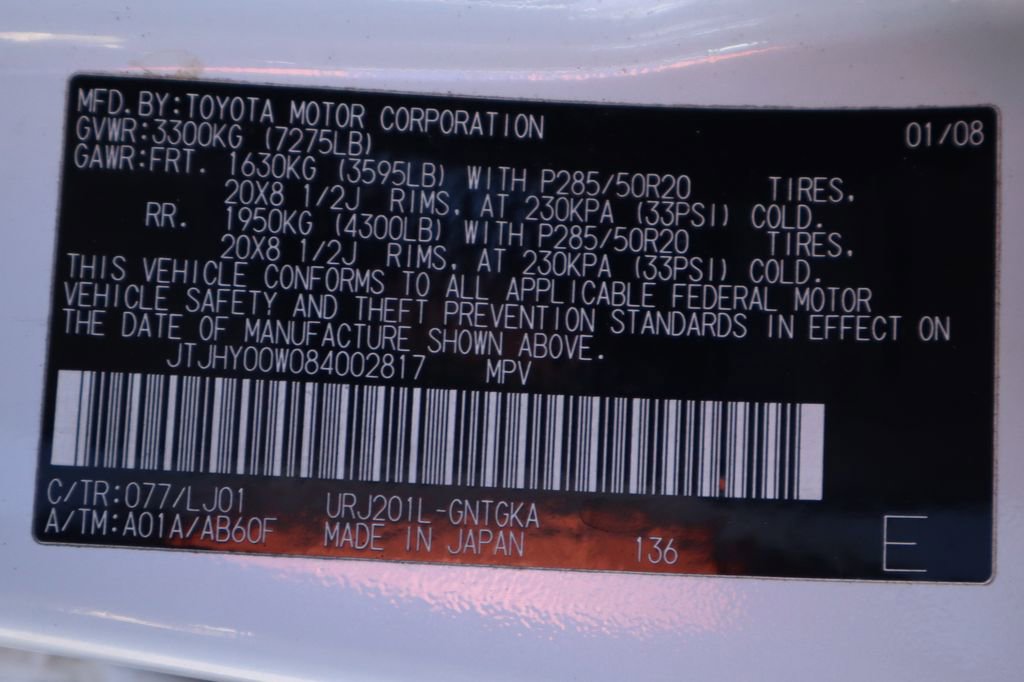 MFD. BY: TOYOTA MOTOR CORPORATION 01/08
GVWR: 3300KG (7275LB)
GAWR: FRT. 1630KG (3595LB) WITH P285/50R20 TIRES,
20X8 1/2J RIMS, AT 230KPA (33PSI) COLD.
RR. 1950KG (4300LB) WITH P285/50R20 TIRES,
20X8 1/2J RIMS, AT 230KPA (33PSI) COLD.
THIS VEHICLE CONFORMS TO ALL APPLICABLE FEDERAL MOTOR
VEHICLE SAFETY AND THEFT PREVENTION STANDARDS IN EFFECT ON
THE DATE OF MANUFACTURE SHOWN ABOVE.
JTJHY00W084002817 MPV
C/TR: 077/LJ01 URJ201L-GNTGKA
A/TM: A01A/AB60F MADE IN JAPAN 136 E